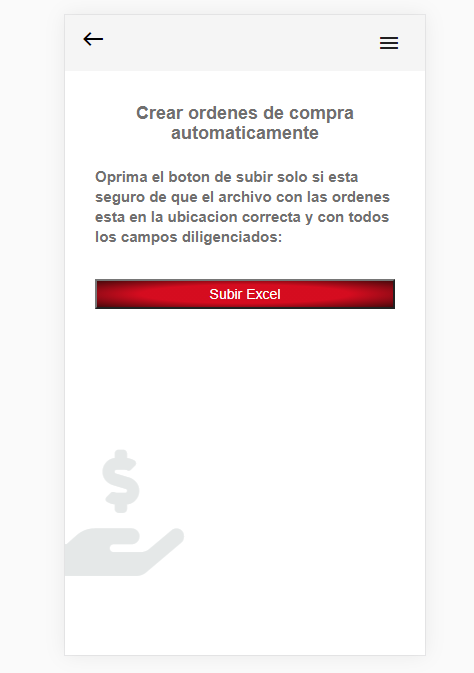 Crear ordenes de compra
automaticamente
Oprima el boton de subir solo si esta
seguro de que el archivo con las ordenes
esta en la ubicacion correcta y con todos
los campos diligenciados:
Subir Excel